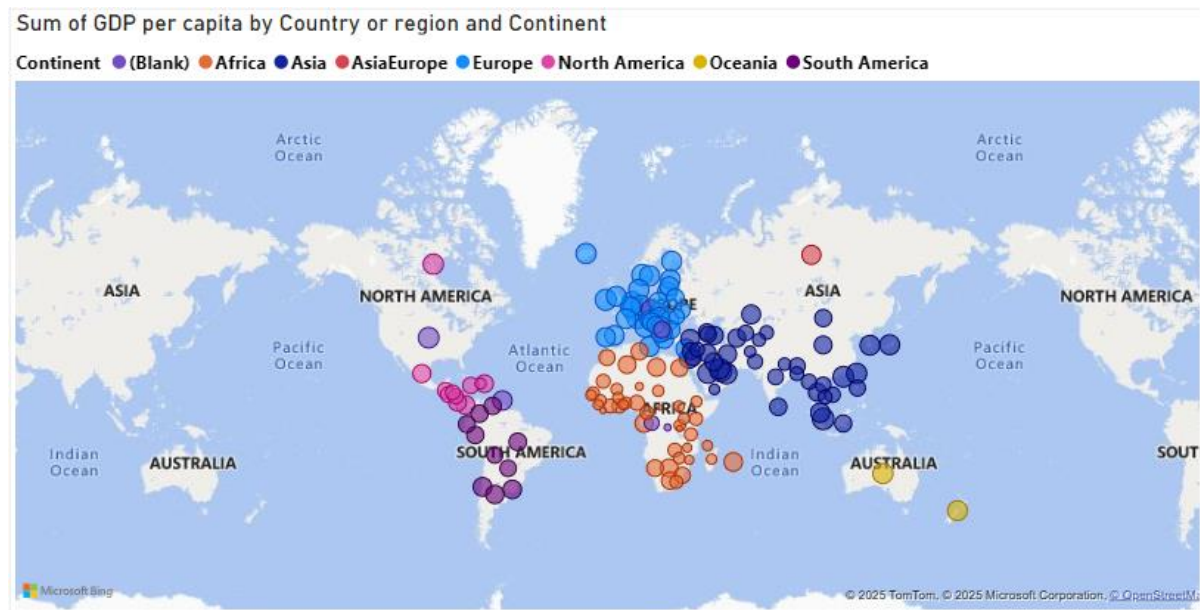 Sum of GDP per capita by Country or region and Continent
Continent (Blank) Africa Asia AsiaEurope Europe North America Oceania South America
Arctic
Ocean
Arctic
Ocean
ASIA
NORTH AMERICA
ASIA
NORTH AMERICA
Pacific
Ocean
Atlantic
Ocean
Pacific
Ocean
AFRICA
Indian
Ocean
AUSTRALIA
SOUTH AMERICA
Indian
Ocean
AUSTRALIA
SOUT
Microsoft Bing
© 2025 TomTom, © 2025 Microsoft Corporation, © OpenStreetM